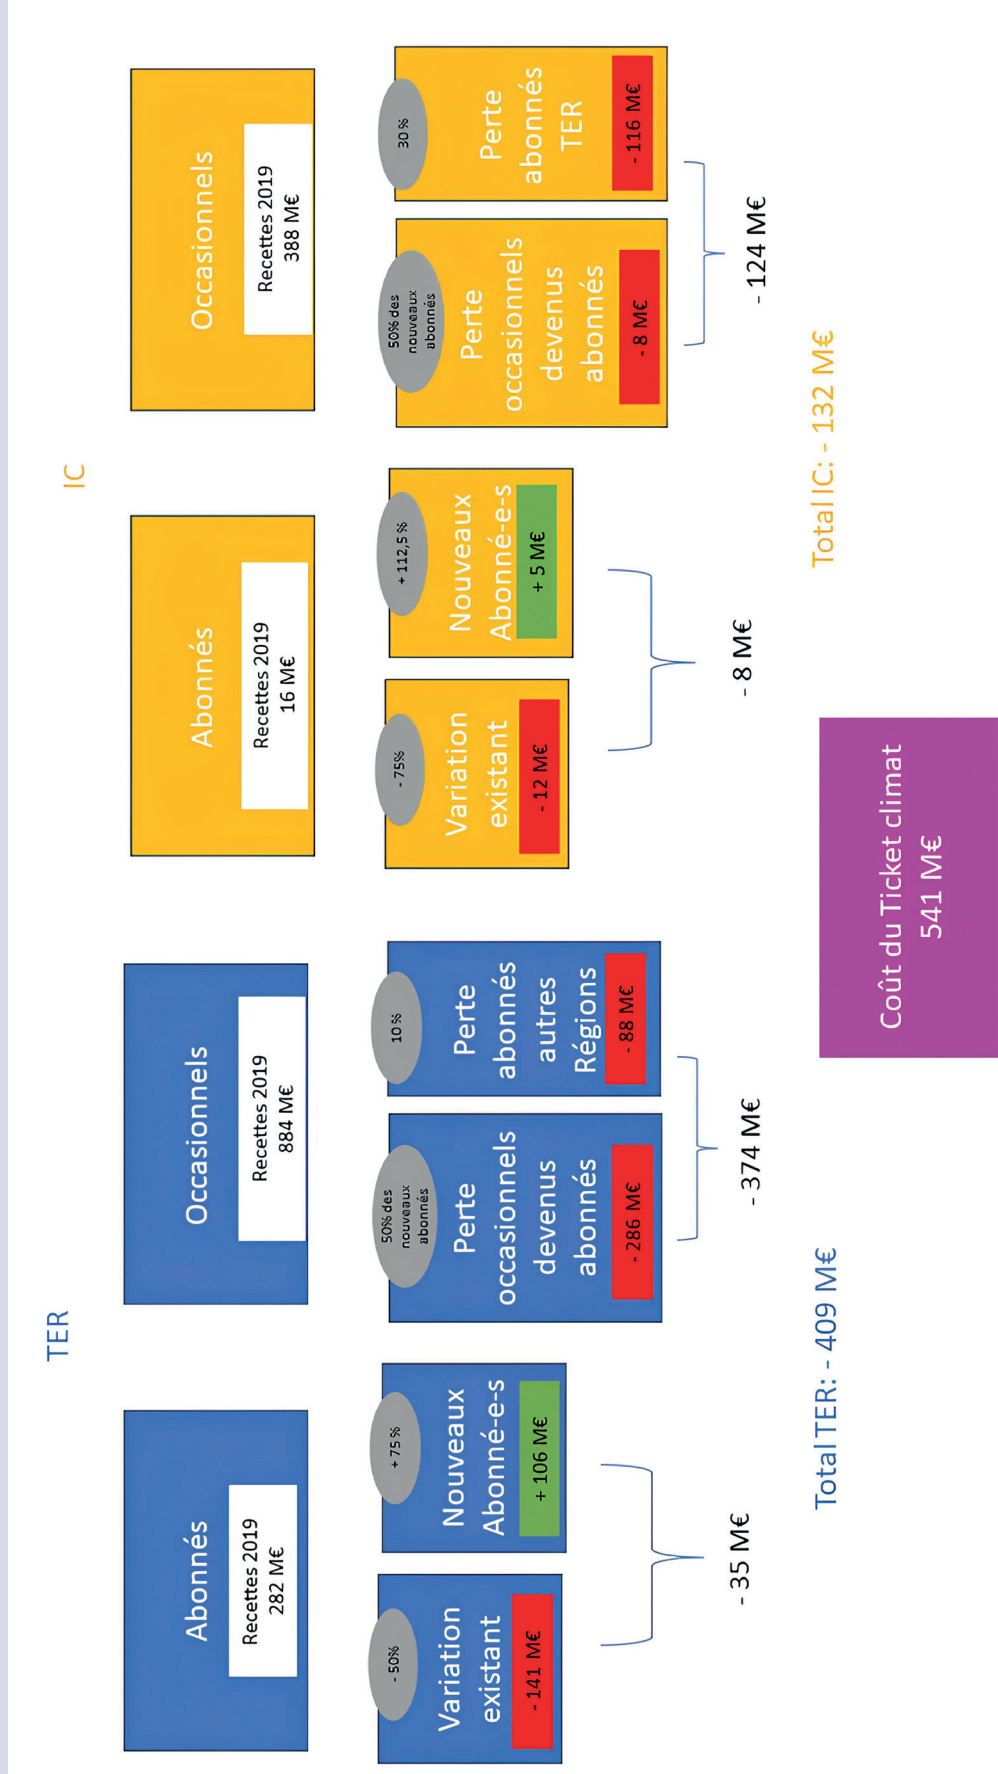 TER
IC
Abonnés
Recettes 2019
282 M€
Occasionnels
Recettes 2019
884 M€
Abonnés
Recettes 2019
16 M€
Occasionnels
Recettes 2019
388 M€
- 50%
Variation
existant
- 141 M€
+ 75 %
Nouveaux
Abonné-e-s
+ 106 M€
50% des
nouveaux
abonnés
Perte
occasionnels
devenus
abonnés
- 286 M€
10 %
Perte
abonnés
autres
Régions
- 88 M€
- 75%
Variation
existant
- 12 M€
+ 112,5 %
Nouveaux
Abonné-e-s
+ 5 M€
50% des
nouveaux
abonnés
Perte
occasionnels
devenus
abonnés
- 8 M€
30 %
Perte
abonnés
TER
- 116 M€
- 35 M€
- 374 M€
- 8 M€
- 124 M€
Total TER: - 409 M€
Total IC: - 132 M€
Coût du Ticket climat
541 M€